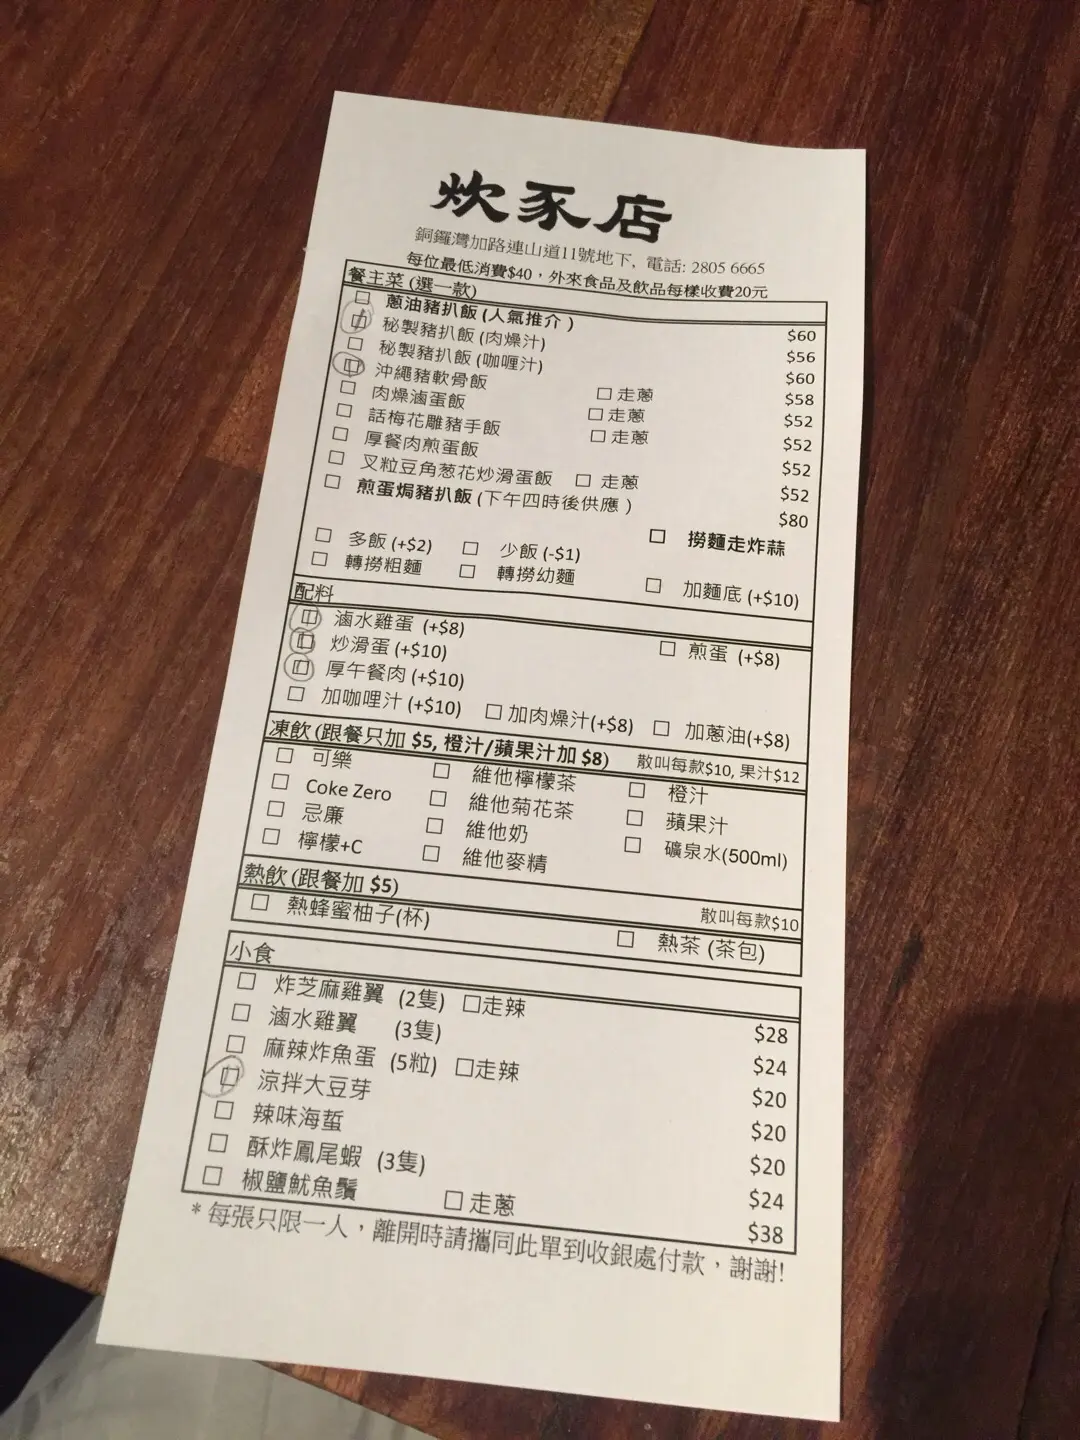 炊豕店
銅鑼灣加路連山道11號地下, 電話: 2805 6665
每位最低消費$40，外來食品及飲品每樣收費20元
餐主菜 (選一款)
□ 蔥油豬扒飯 (人氣推介 ) $60
□ 秘製豬扒飯 (肉燥汁) $56
□ 秘製豬扒飯 (咖喱汁) $60
□ 沖繩豬軟骨飯 □ 走蔥 $58
□ 肉燥滷蛋飯 □ 走蔥 $52
□ 話梅花雕豬手飯 □ 走蔥 $52
□ 厚餐肉煎蛋飯 $52
□ 叉粒豆角葱花炒滑蛋飯 □ 走蔥 $52
□ 煎蛋焗豬扒飯 (下午四時後供應 ) $80
□ 撈麵走炸蒜
□ 多飯 (+$2) □ 少飯 (-$1)
□ 轉撈粗麵 □ 轉撈幼麵 □ 加麵底 (+$10)
配料
□ 滷水雞蛋 (+$8) □ 煎蛋 (+$8)
□ 炒滑蛋 (+$10)
□ 厚午餐肉 (+$10)
□ 加咖哩汁 (+$10) □ 加肉燥汁(+$8) □ 加蔥油(+$8)
凍飲 (跟餐只加 $5, 橙汁/蘋果汁加 $8) 散叫每款$10, 果汁$12
□ 可樂 □ 維他檸檬茶 □ 橙汁
□ Coke Zero □ 維他菊花茶 □ 蘋果汁
□ 忌廉 □ 維他奶 □ 礦泉水(500ml)
□ 檸檬+C □ 維他麥精
熱飲 (跟餐加 $5) 散叫每款$10
□ 熱蜂蜜柚子(杯) □ 熱茶 (茶包)
小食
□ 炸芝麻雞翼 (2隻) □走辣 $28
□ 滷水雞翼 (3隻) $24
□ 麻辣炸魚蛋 (5粒) □走辣 $20
□ 涼拌大豆芽 $20
□ 辣味海蜇 $20
□ 酥炸鳳尾蝦 (3隻) $24
□ 椒鹽魷魚鬚 □ 走蔥 $38
* 每張只限一人，離開時請攜同此單到收銀處付款，謝謝!